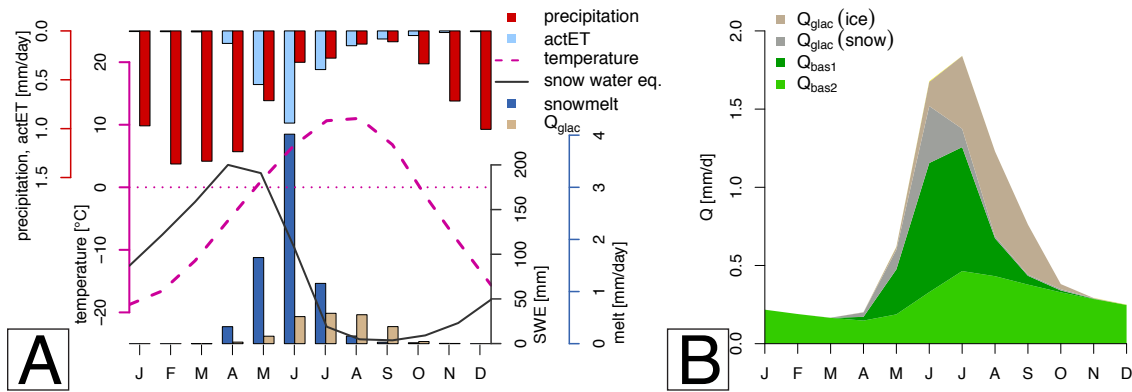 A
precipitation, actET [mm/day]
0.0
0.5
1.0
1.5
temperature [°C]
20
10
0
-10
-20
precipitation
actET
temperature
snow water eq.
snowmelt
Qglac
SWE [mm]
200
150
100
50
0
melt [mm/day]
4
3
2
1
0
J F M A M J J A S O N D
B
Q [mm/d]
2.0
1.5
1.0
0.5
0.0
Qglac (ice)
Qglac (snow)
Qbas1
Qbas2
J F M A M J J A S O N D